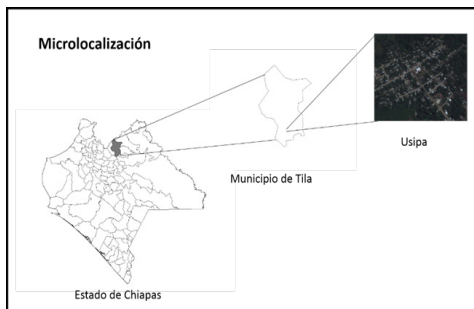 Microlocalización
Usipa
Municipio de Tila
Estado de Chiapas